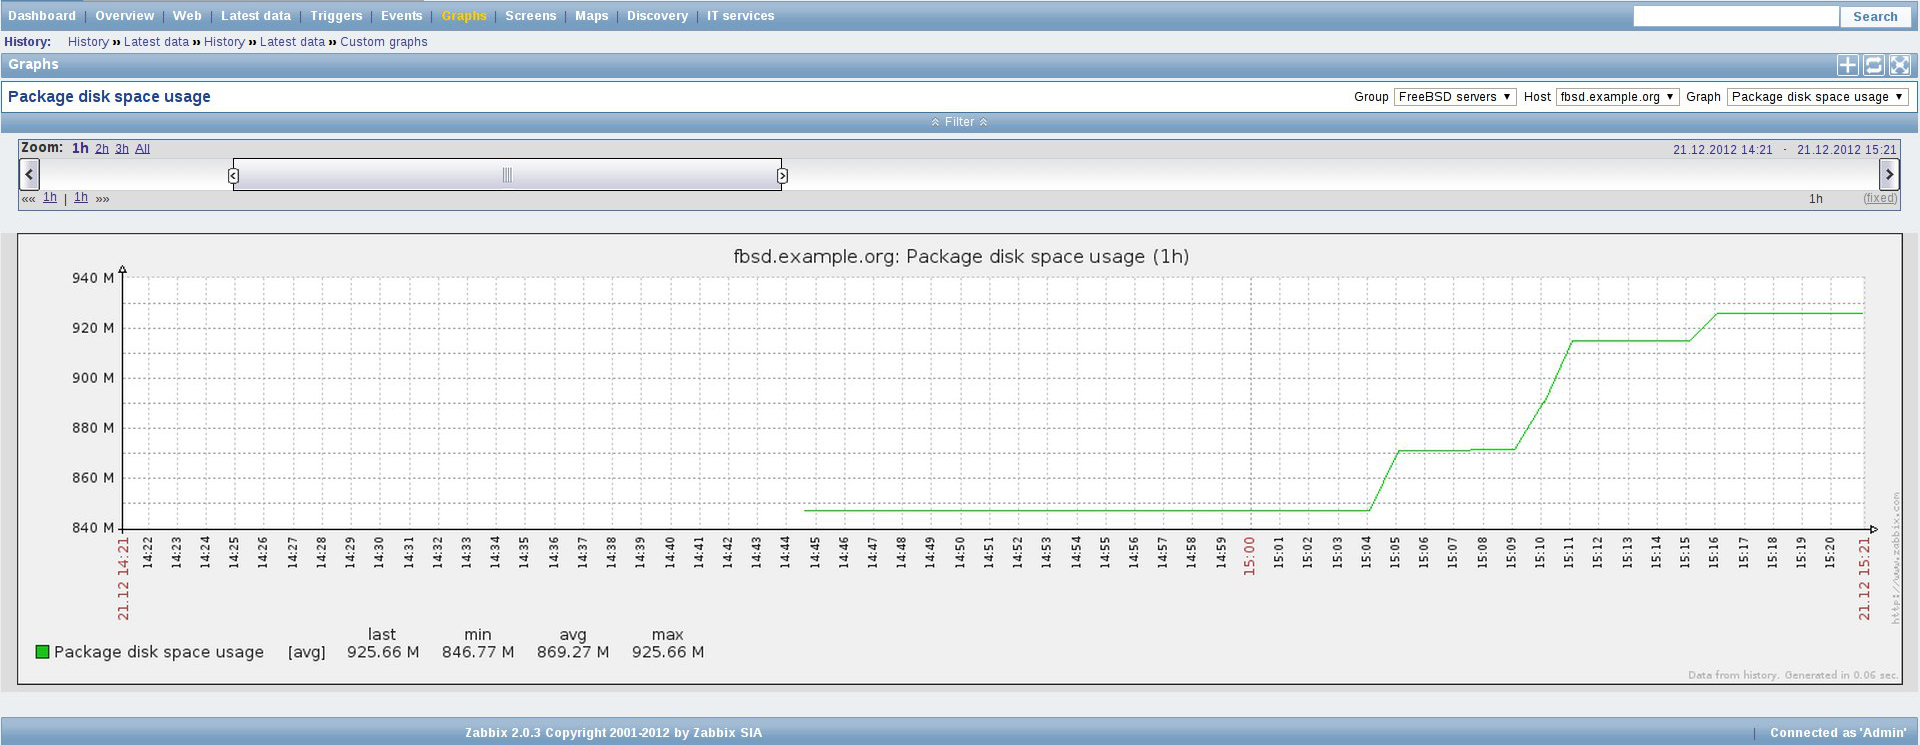 Dashboard | Overview | Web | Latest data | Triggers | Events | Graphs | Screens | Maps | Discovery | IT services Search
History: History »» Latest data »» History »» Latest data »» Custom graphs
Graphs
Package disk space usage Group FreeBSD servers ▼ Host fbsd.example.org ▼ Graph Package disk space usage ▼
Filter
Zoom: 1h 2h 3h All 21.12.2012 14:21 - 21.12.2012 15:21
«« 1h | 1h »» 1h (fixed)
fbsd.example.org: Package disk space usage (1h)
940 M
920 M
900 M
880 M
860 M
840 M
21.12 14:21 14:22 14:23 14:24 14:25 14:26 14:27 14:28 14:29 14:30 14:31 14:32 14:33 14:34 14:35 14:36 14:37 14:38 14:39 14:40 14:41 14:42 14:43 14:44 14:45 14:46 14:47 14:48 14:49 14:50 14:51 14:52 14:53 14:54 14:55 14:56 14:57 14:58 14:59 15:00 15:01 15:02 15:03 15:04 15:05 15:06 15:07 15:08 15:09 15:10 15:11 15:12 15:13 15:14 15:15 15:16 15:17 15:18 15:19 15:20 21.12 15:21
http://www.zabbix.com
last min avg max
Package disk space usage [avg] 925.66 M 846.77 M 869.27 M 925.66 M
Data from history. Generated in 0.06 sec.
Zabbix 2.0.3 Copyright 2001-2012 by Zabbix SIA | Connected as 'Admin'